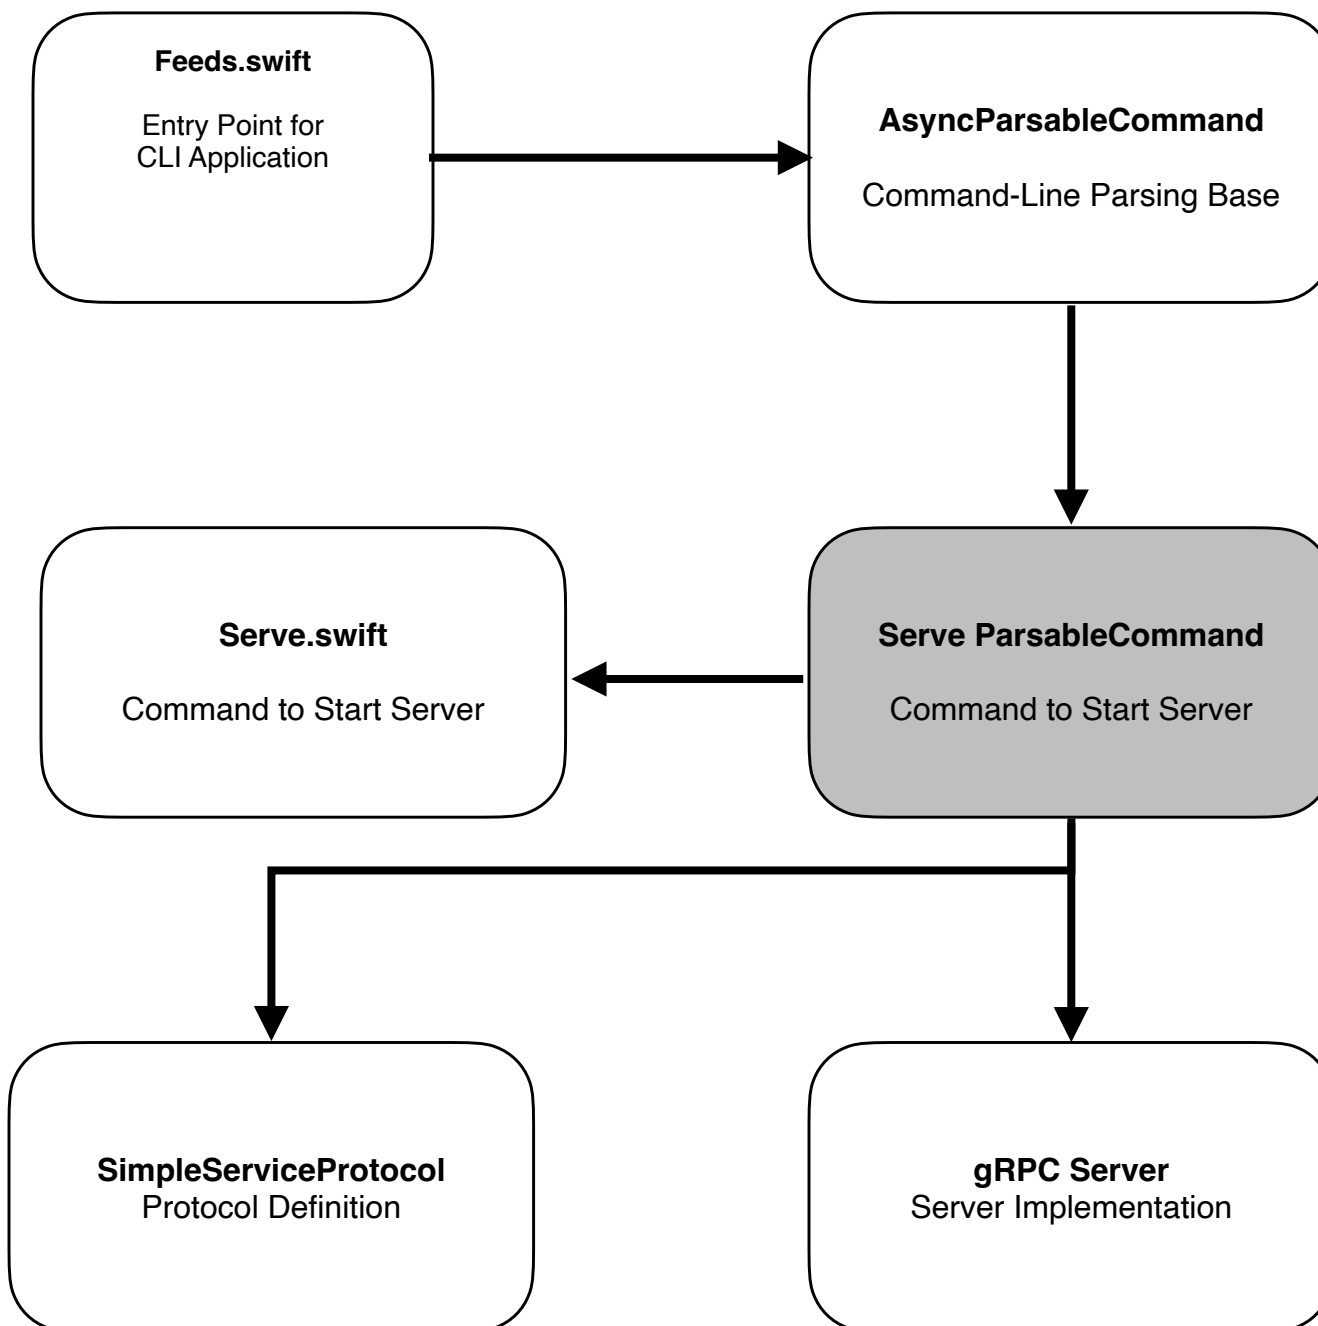 Feeds.swift
Entry Point for
CLI Application
AsyncParsableCommand
Command-Line Parsing Base
Serve.swift
Command to Start Server
Serve ParsableCommand
Command to Start Server
SimpleServiceProtocol
Protocol Definition
gRPC Server
Server Implementation